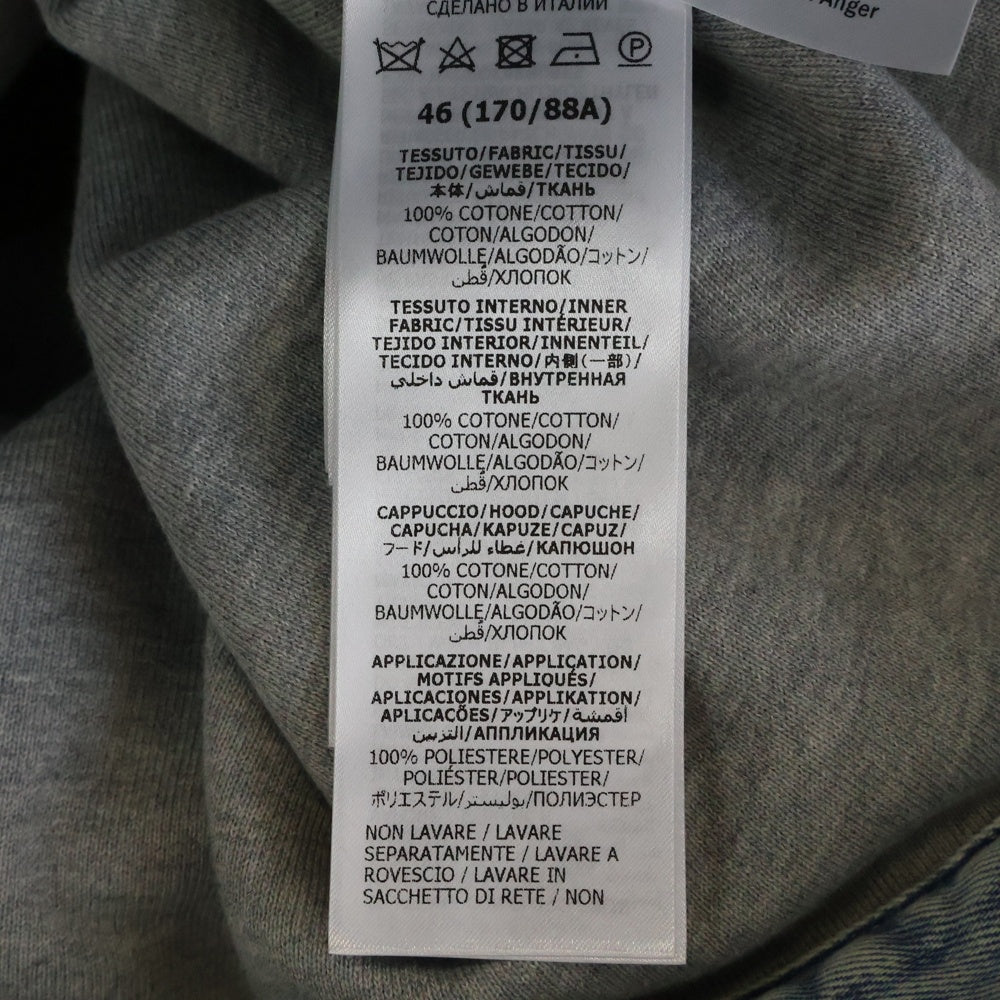 СДЕЛАНО В ИТАЛИИ
P
46 (170/88A)
TESSUTO/FABRIC/TISSU/
TEJIDO/GEWEBE/TECIDO/
本体/قماش/ТКАНЬ
100% COTONE/COTTON/
COTON/ALGODON/
BAUMWOLLE/ALGODÃO/コットン/
قُطن/ХЛОПОК
TESSUTO INTERNO/INNER
FABRIC/TISSU INTÉRIEUR/
TEJIDO INTERIOR/INNENTEIL/
TECIDO INTERNO/内側(一部)/
قماش داخلي/ВНУТРЕННАЯ
ТКАНЬ
100% COTONE/COTTON/
COTON/ALGODON/
BAUMWOLLE/ALGODÃO/コットン/
قُطن/ХЛОПОК
CAPPUCCIO/HOOD/CAPUCHE/
CAPUCHA/KAPUZE/CAPUZ/
フード/غطاء للرأس/КАПЮШОН
100% COTONE/COTTON/
COTON/ALGODON/
BAUMWOLLE/ALGODÃO/コットン/
قُطن/ХЛОПОК
APPLICAZIONE/APPLICATION/
MOTIFS APPLIQUÉS/
APLICACIONES/APPLIKATION/
APLICAÇÕES/アップリケ/أقمشة
التزيين/АППЛИКАЦИЯ
100% POLIESTERE/POLYESTER/
POLIÉSTER/POLIESTER/
ポリエステル/بوليستر/ПОЛИЭСТЕР
NON LAVARE / LAVARE
SEPARATAMENTE / LAVARE A
ROVESCIO / LAVARE IN
SACCHETTO DI RETE / NON
Anger